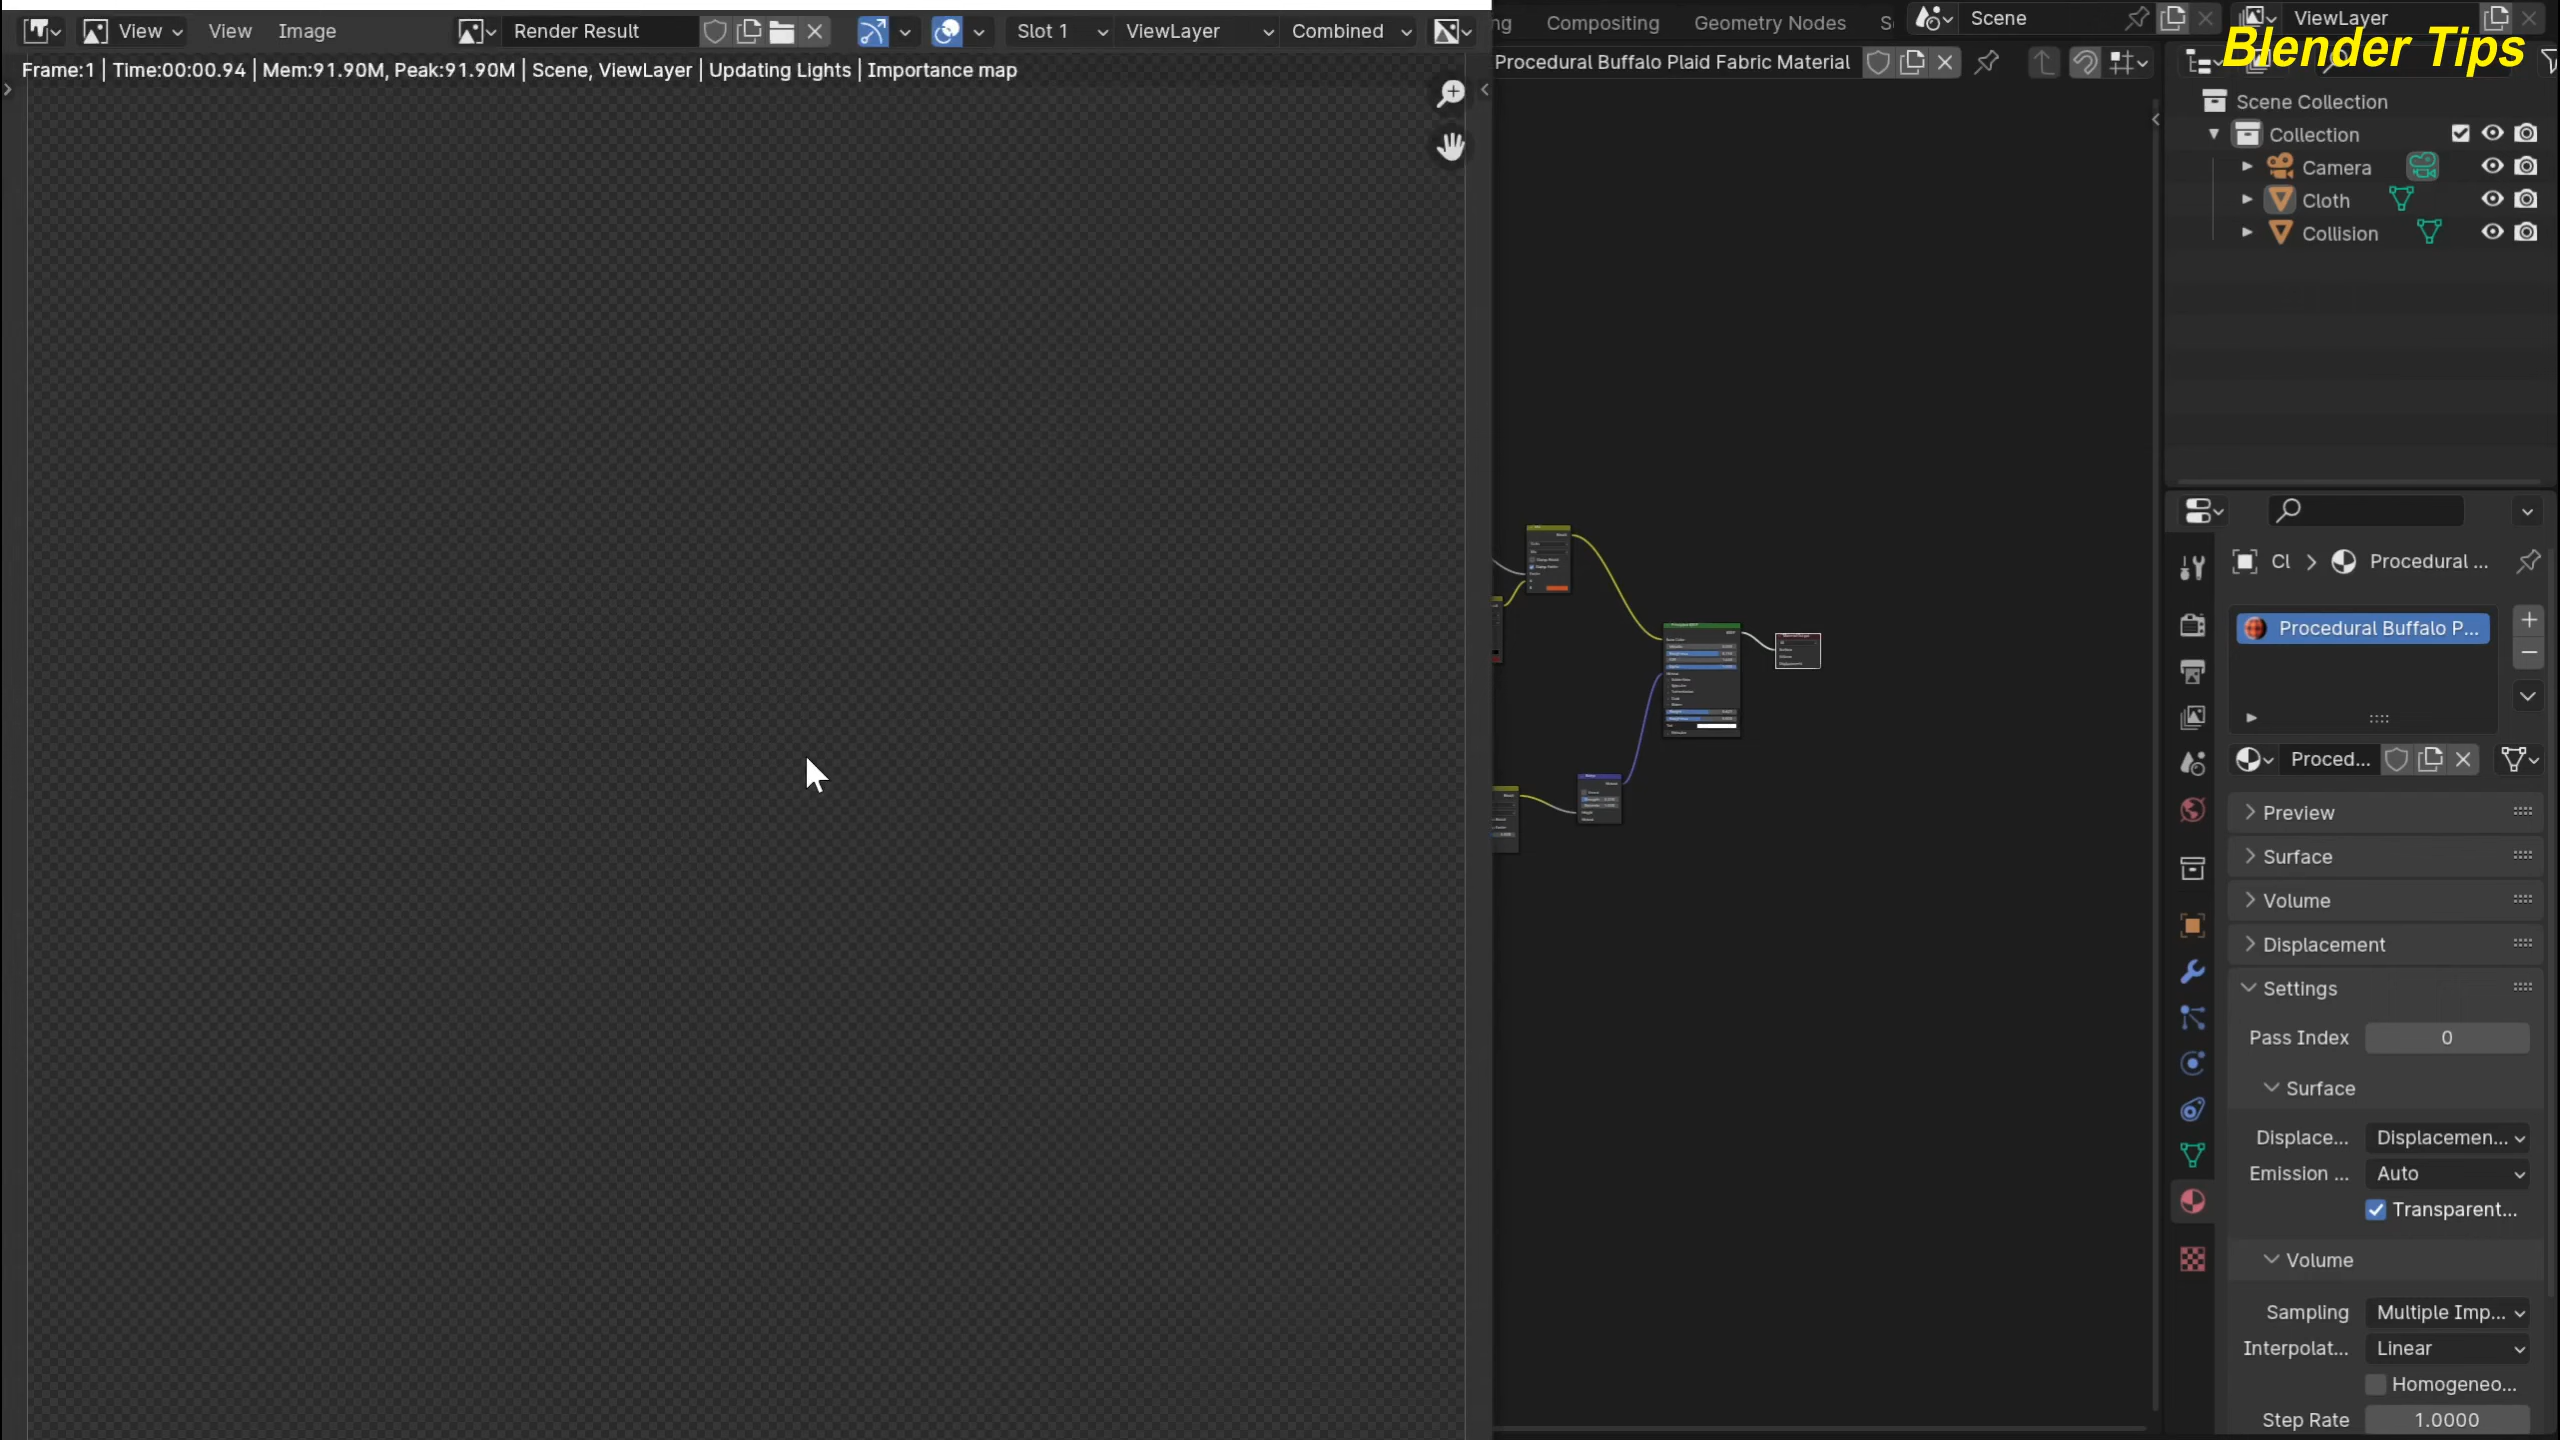 View
View
Image
Render Result
Slot 1
ViewLayer
Combined
Frame:1 | Time:00:00.94 | Mem:91.90M, Peak:91.90M | Scene, ViewLayer | Updating Lights | Importance map
ng
Compositing
Geometry Nodes
Scene
ViewLayer
Blender Tips
Procedural Buffalo Plaid Fabric Material
Scene Collection
Collection
Camera
Cloth
Collision
Cl
Procedural ...
Procedural Buffalo P...
Proced...
Preview
Surface
Volume
Displacement
Settings
Pass Index 0
Surface
Displace... Displacemen...
Emission ... Auto
Transparent...
Volume
Sampling Multiple Imp...
Interpolat... Linear
Homogeneo...
Step Rate 1.0000